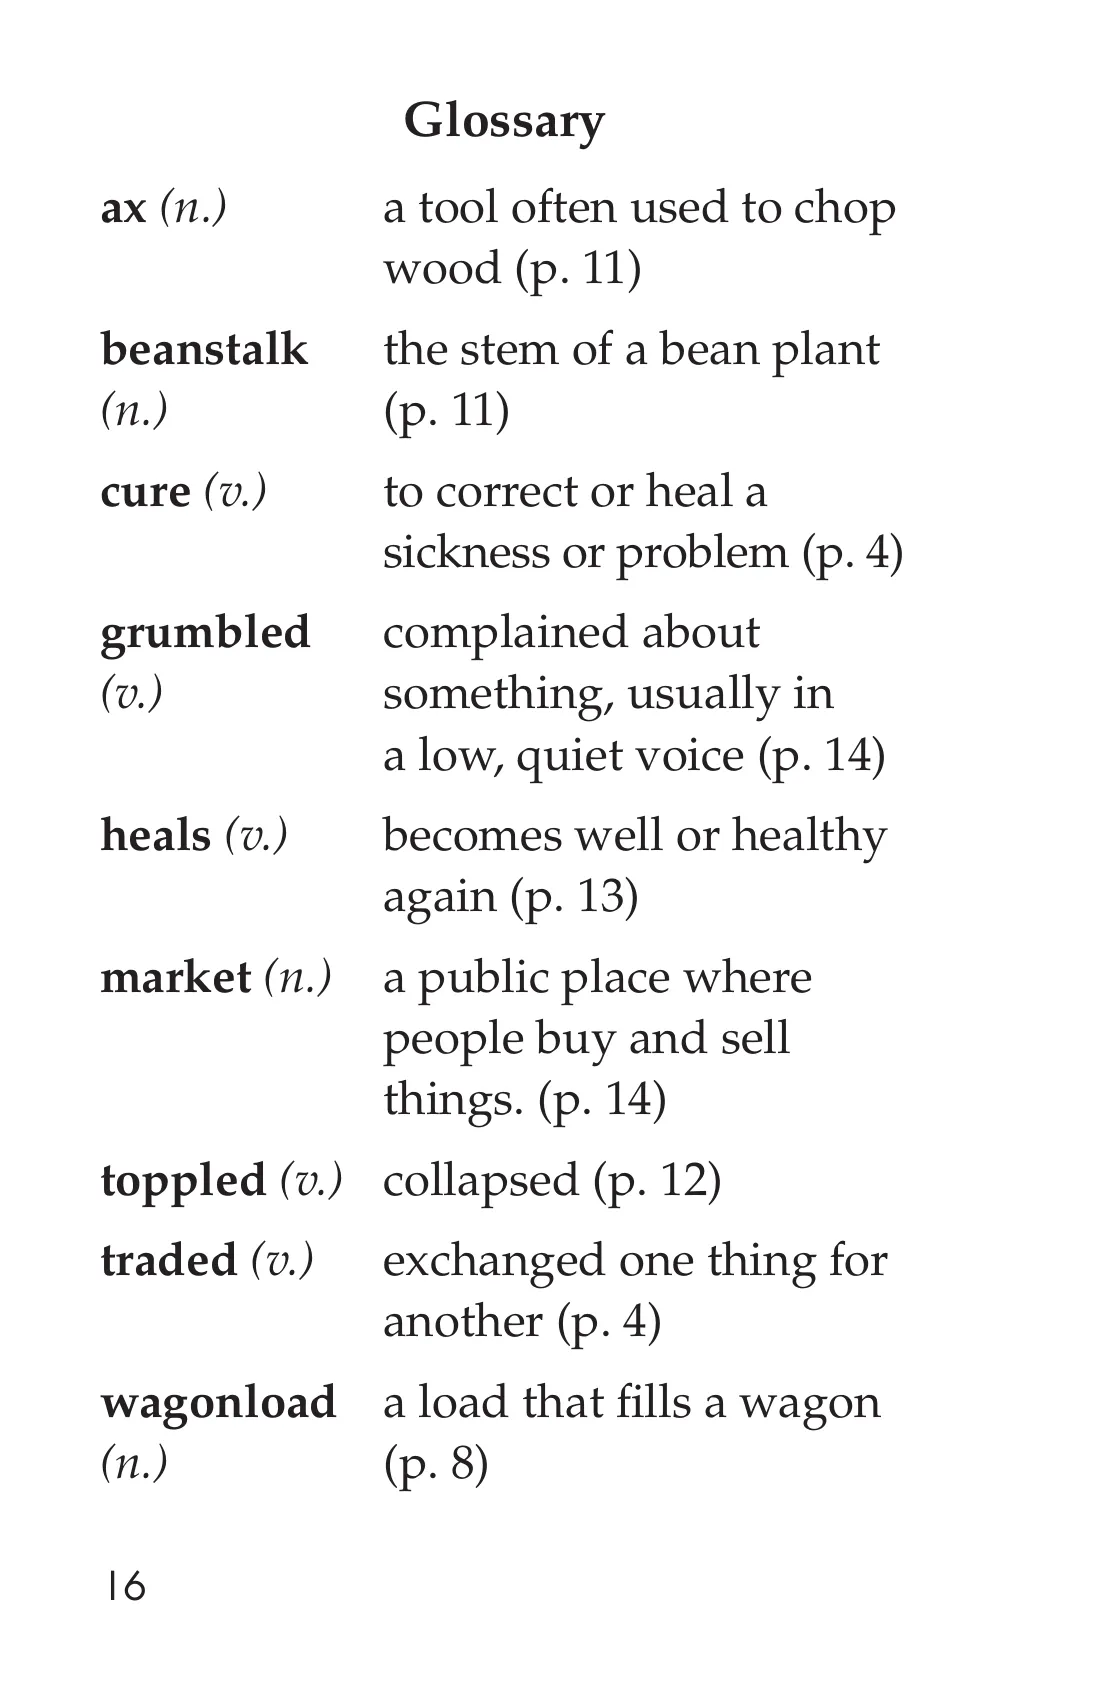 Glossary
ax (n.) a tool often used to chop
wood (p. 11)
beanstalk the stem of a bean plant
(n.) (p. 11)
cure (v.) to correct or heal a
sickness or problem (p. 4)
grumbled complained about
(v.) something, usually in
a low, quiet voice (p. 14)
heals (v.) becomes well or healthy
again (p. 13)
market (n.) a public place where
people buy and sell
things. (p. 14)
toppled (v.) collapsed (p. 12)
traded (v.) exchanged one thing for
another (p. 4)
wagonload a load that fills a wagon
(n.) (p. 8)
16